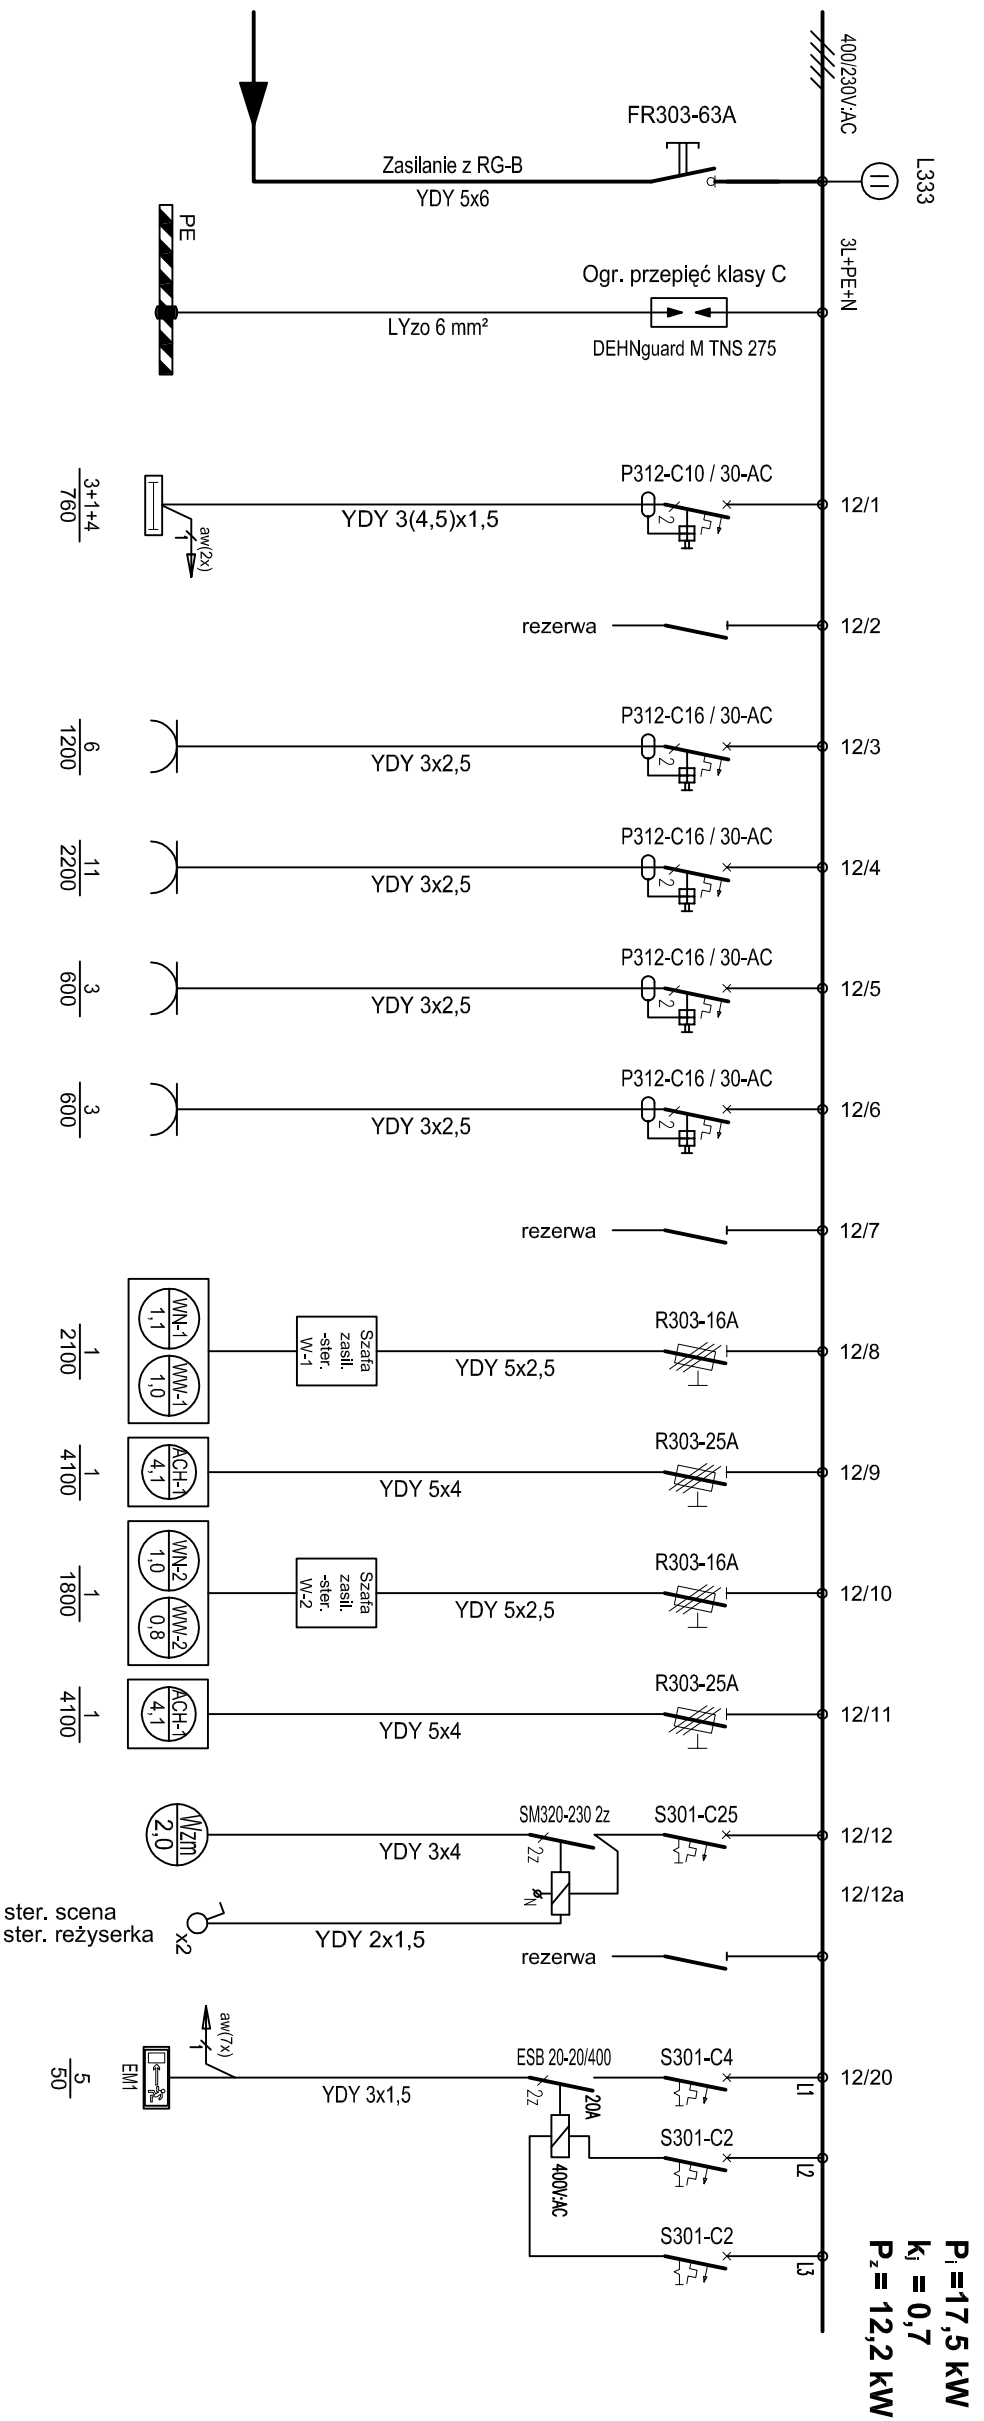 400/230V;AC
L333
FR303-63A
Zasilanie z RG-B
YDY 5x6
PE
3L+PE+N
Ogr. przepięć klasy C
LYzo 6 mm²
DEHNguard M TNS 275
P312-C10 / 30-AC
12/1
YDY 3(4,5)x1,5
2
aw(2x)
1
3+1+4
760
rezerwa
12/2
P312-C16 / 30-AC
12/3
YDY 3x2,5
2
6
1200
P312-C16 / 30-AC
12/4
YDY 3x2,5
2
11
2200
P312-C16 / 30-AC
12/5
YDY 3x2,5
2
3
600
P312-C16 / 30-AC
12/6
YDY 3x2,5
2
3
600
rezerwa
12/7
R303-16A
12/8
YDY 5x2,5
Szafa
zasil.
-ster.
W-1
WN-1
1,1
WW-1
1,0
1
2100
R303-25A
12/9
YDY 5x4
ACH-1
4,1
1
4100
R303-16A
12/10
YDY 5x2,5
Szafa
zasil.
-ster.
W-2
WN-2
1,0
WW-2
0,8
1
1800
R303-25A
12/11
YDY 5x4
ACH-1
4,1
1
4100
SM320-230 2z
S301-C25
12/12
YDY 3x4
2z
Wzm
2,0
N
12/12a
ster. scena
ster. reżyserka
x2
YDY 2x1,5
rezerwa
aw(7x)
1
ESB 20-20/400
S301-C4
12/20
L1
YDY 3x1,5
2z
20A
EM1
5
50
S301-C2
L2
400V;AC
S301-C2
L3
Pᵢ=17,5 kW
kⱼ = 0,7
P_z= 12,2 kW